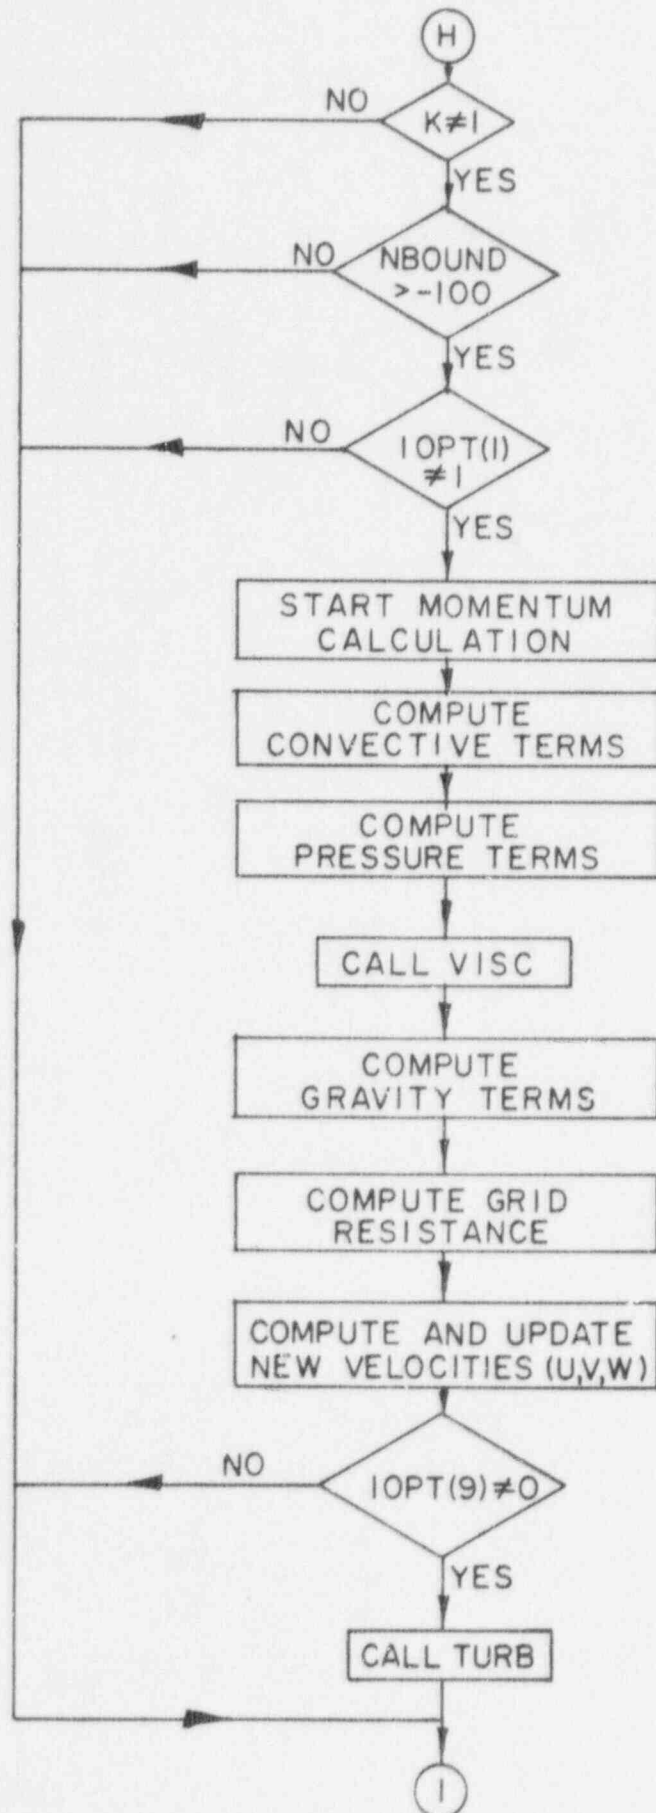 H
NO
K≠1
YES
NO
NBOUND
>-100
YES
NO
IOPT(1)
≠1
YES
START MOMENTUM
CALCULATION
COMPUTE
CONVECTIVE TERMS
COMPUTE
PRESSURE TERMS
CALL VISC
COMPUTE
GRAVITY TERMS
COMPUTE GRID
RESISTANCE
COMPUTE AND UPDATE
NEW VELOCITIES (U,V,W)
NO
IOPT(9)≠0
YES
CALL TURB
I